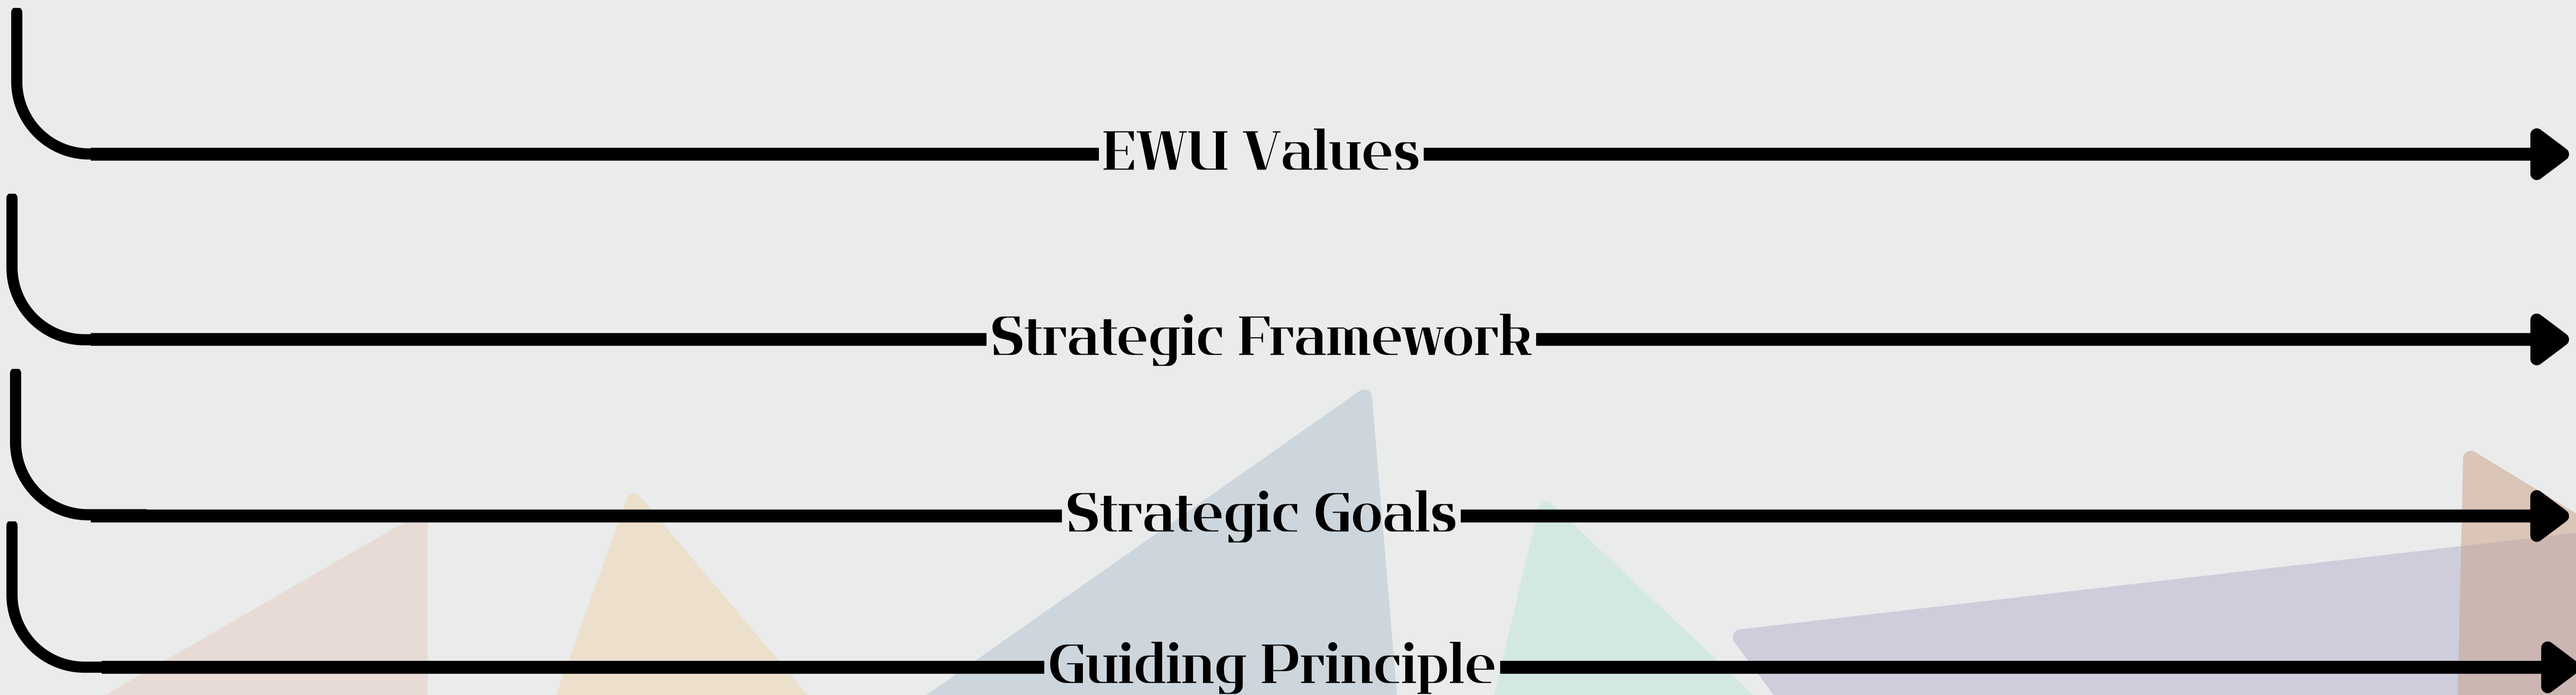 EWU Values
Strategic Framework
Strategic Goals
Guiding Principle